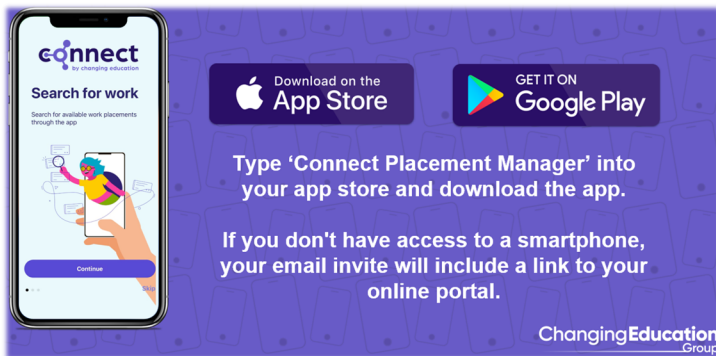 connect
by changing education
Search for work
Search for available work placements
through the app
Continue
Skip
Download on the
App Store
GET IT ON
Google Play
Type ‘Connect Placement Manager’ into
your app store and download the app.
If you don't have access to a smartphone,
your email invite will include a link to your
online portal.
ChangingEducation
Group